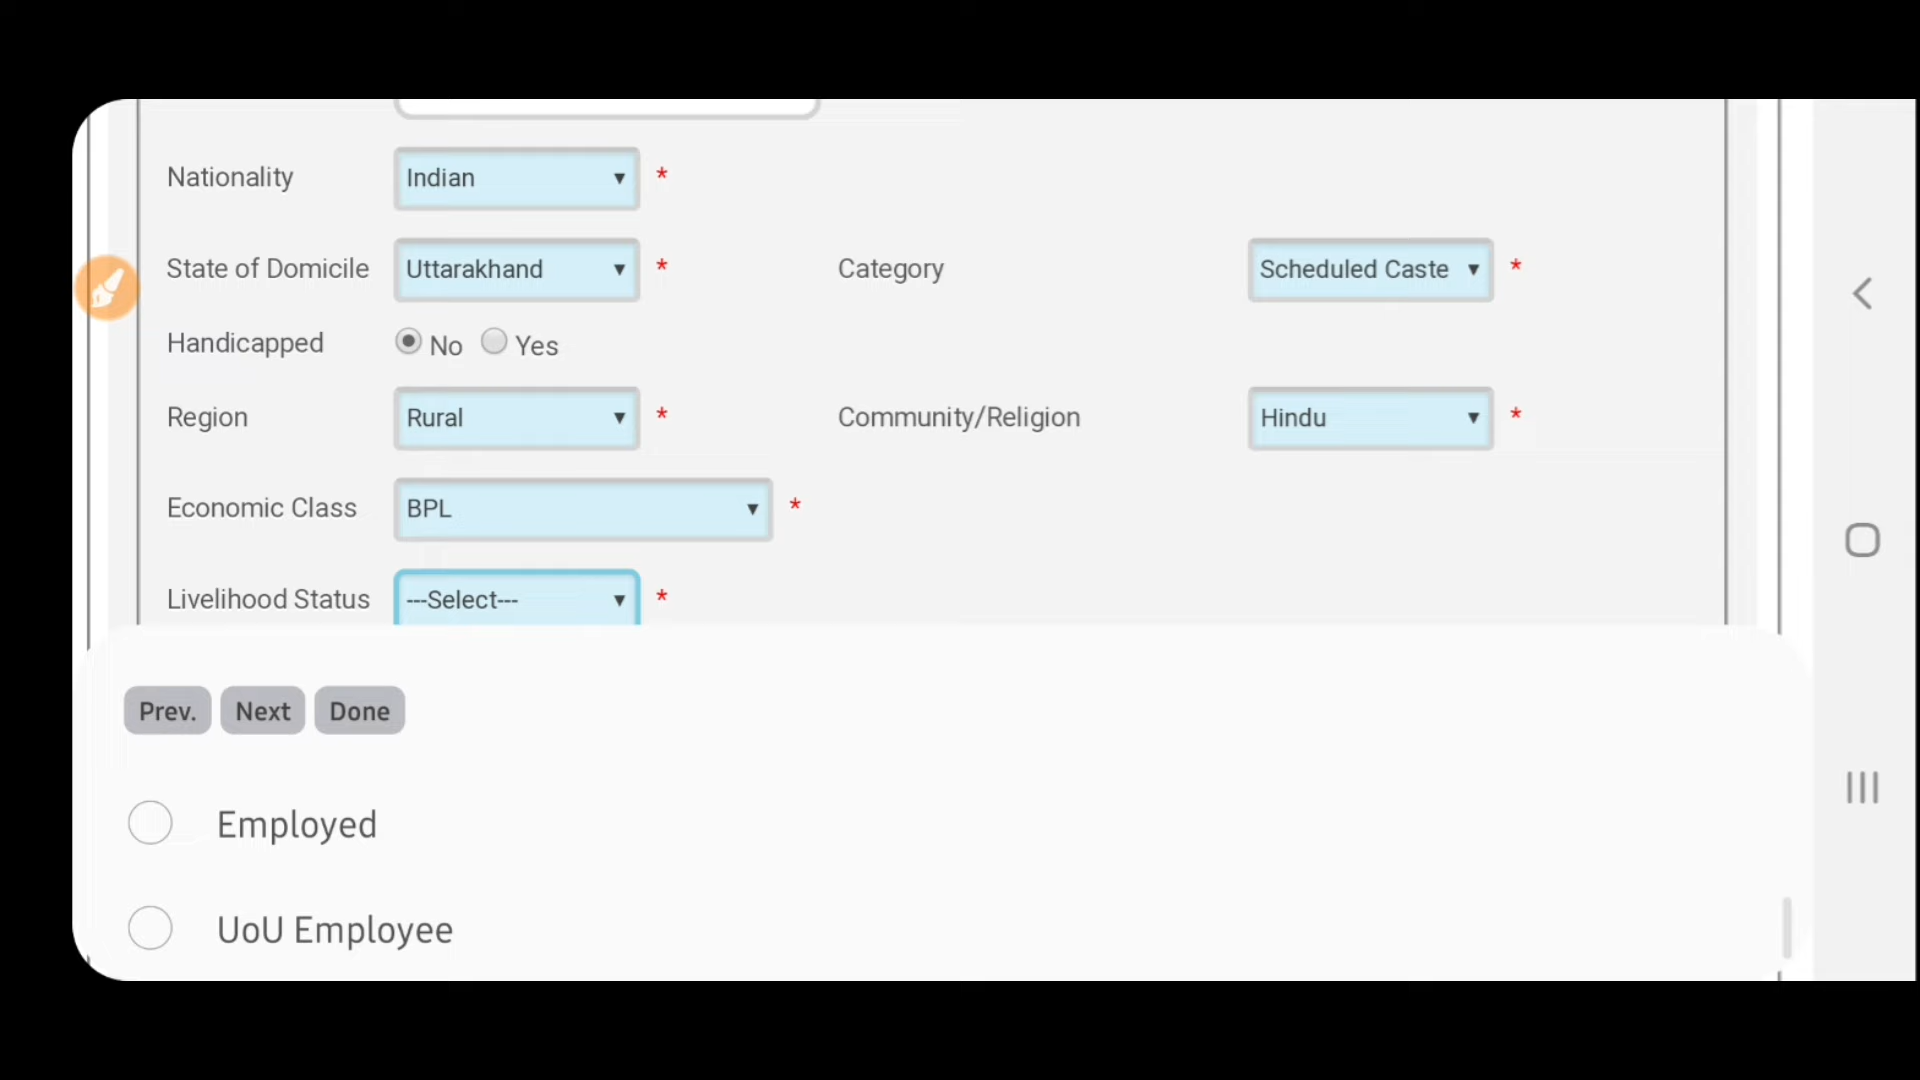 Nationality Indian *
State of Domicile Uttarakhand * Category Scheduled Caste *
Handicapped No Yes
Region Rural * Community/Religion Hindu *
Economic Class BPL *
Livelihood Status ---Select--- *
Prev. Next Done
Employed
UoU Employee